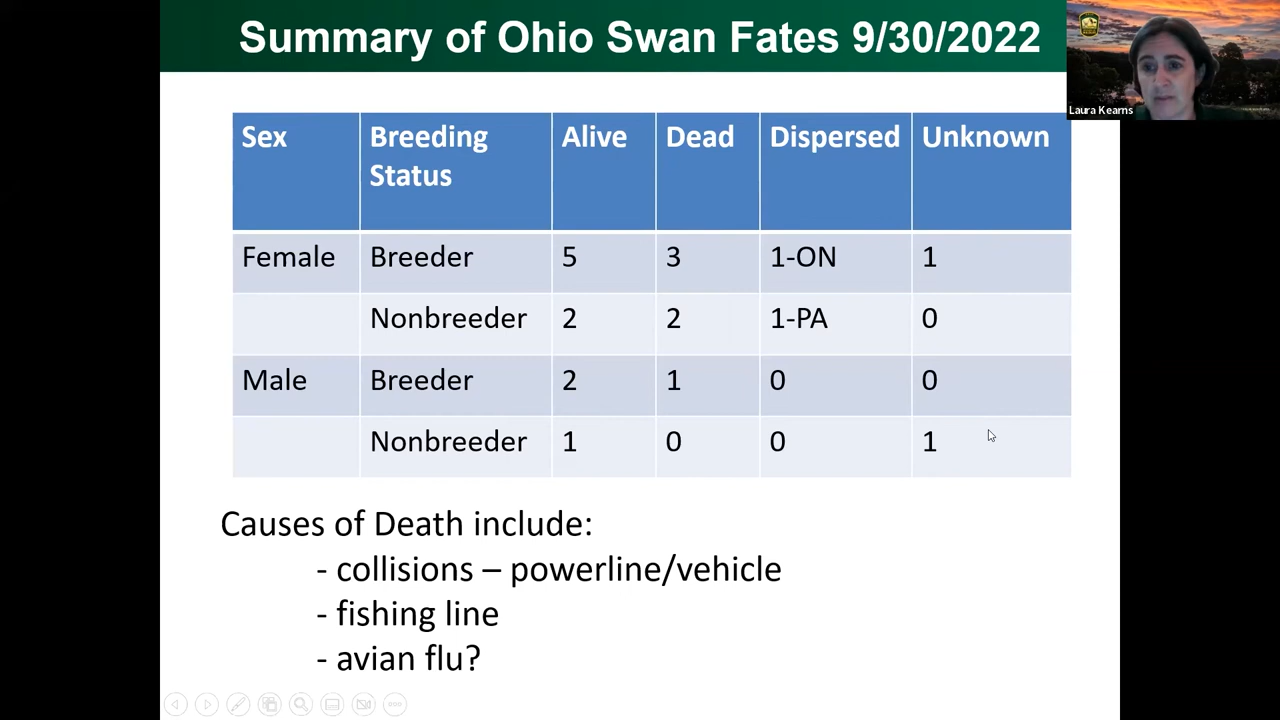 Summary of Ohio Swan Fates 9/30/2022
Laura Kearns
Sex Breeding Status Alive Dead Dispersed Unknown
Female Breeder 5 3 1-ON 1
Nonbreeder 2 2 1-PA 0
Male Breeder 2 1 0 0
Nonbreeder 1 0 0 1
Causes of Death include:
- collisions – powerline/vehicle
- fishing line
- avian flu?